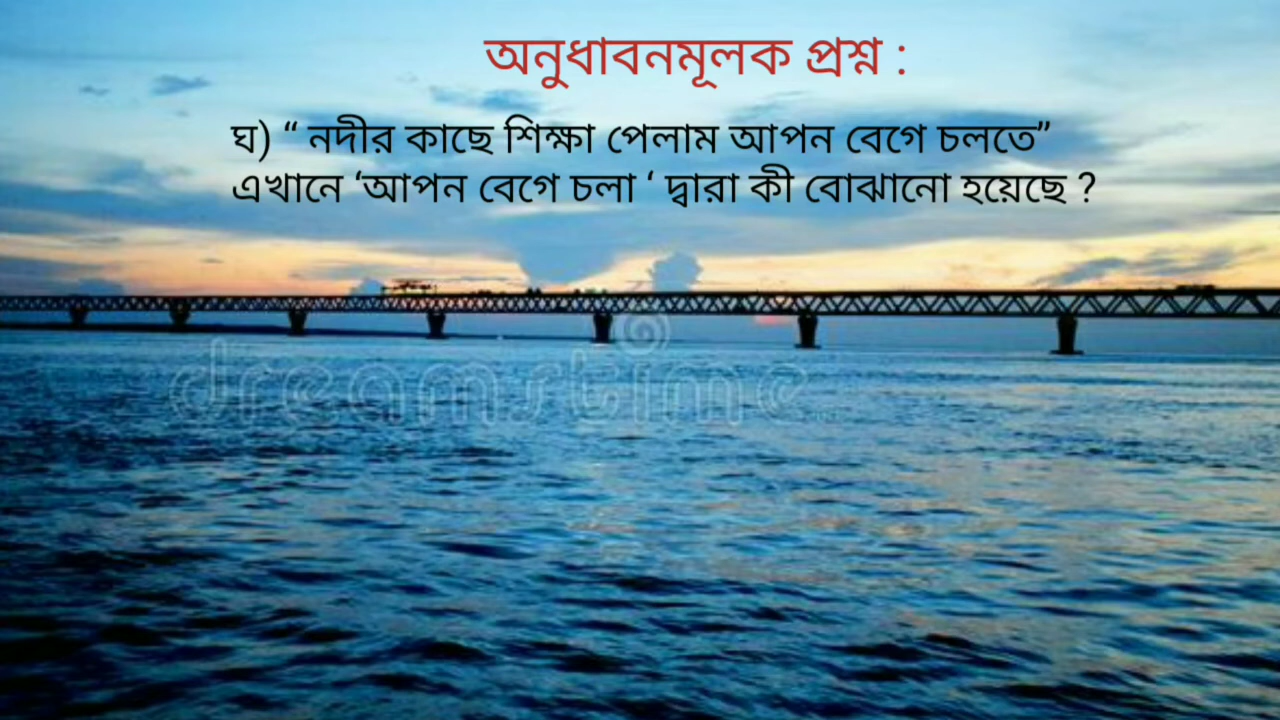 অনুধাবনমূলক প্রশ্ন :
ঘ) “ নদীর কাছে শিক্ষা পেলাম আপন বেগে চলতে”
এখানে ‘আপন বেগে চলা ‘ দ্বারা কী বোঝানো হয়েছে ?
dreamstime